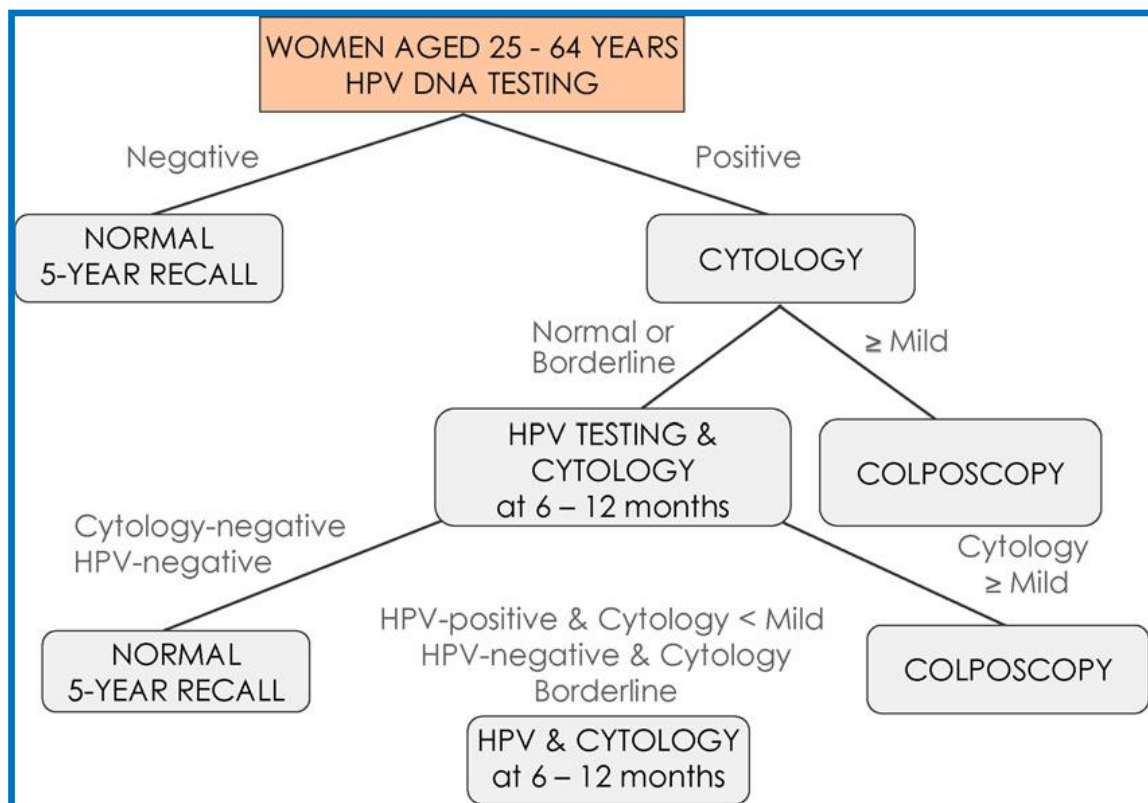 WOMEN AGED 25 - 64 YEARS
HPV DNA TESTING
Negative
Positive
NORMAL
5-YEAR RECALL
CYTOLOGY
Normal or
Borderline
≥ Mild
HPV TESTING &
CYTOLOGY
at 6 – 12 months
COLPOSCOPY
Cytology-negative
HPV-negative
Cytology
≥ Mild
HPV-positive & Cytology < Mild
HPV-negative & Cytology
Borderline
NORMAL
5-YEAR RECALL
COLPOSCOPY
HPV & CYTOLOGY
at 6 – 12 months